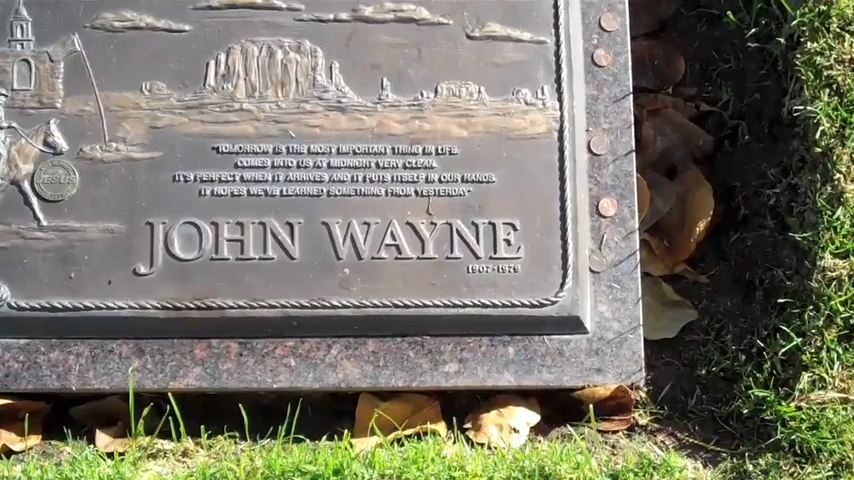 "TOMORROW IS THE MOST IMPORTANT THING IN LIFE.
COMES INTO US AT MIDNIGHT VERY CLEAN.
IT'S PERFECT WHEN IT ARRIVES AND IT PUTS ITSELF IN OUR HANDS.
IT HOPES WE'VE LEARNED SOMETHING FROM YESTERDAY."
JOHN WAYNE
1907-1979